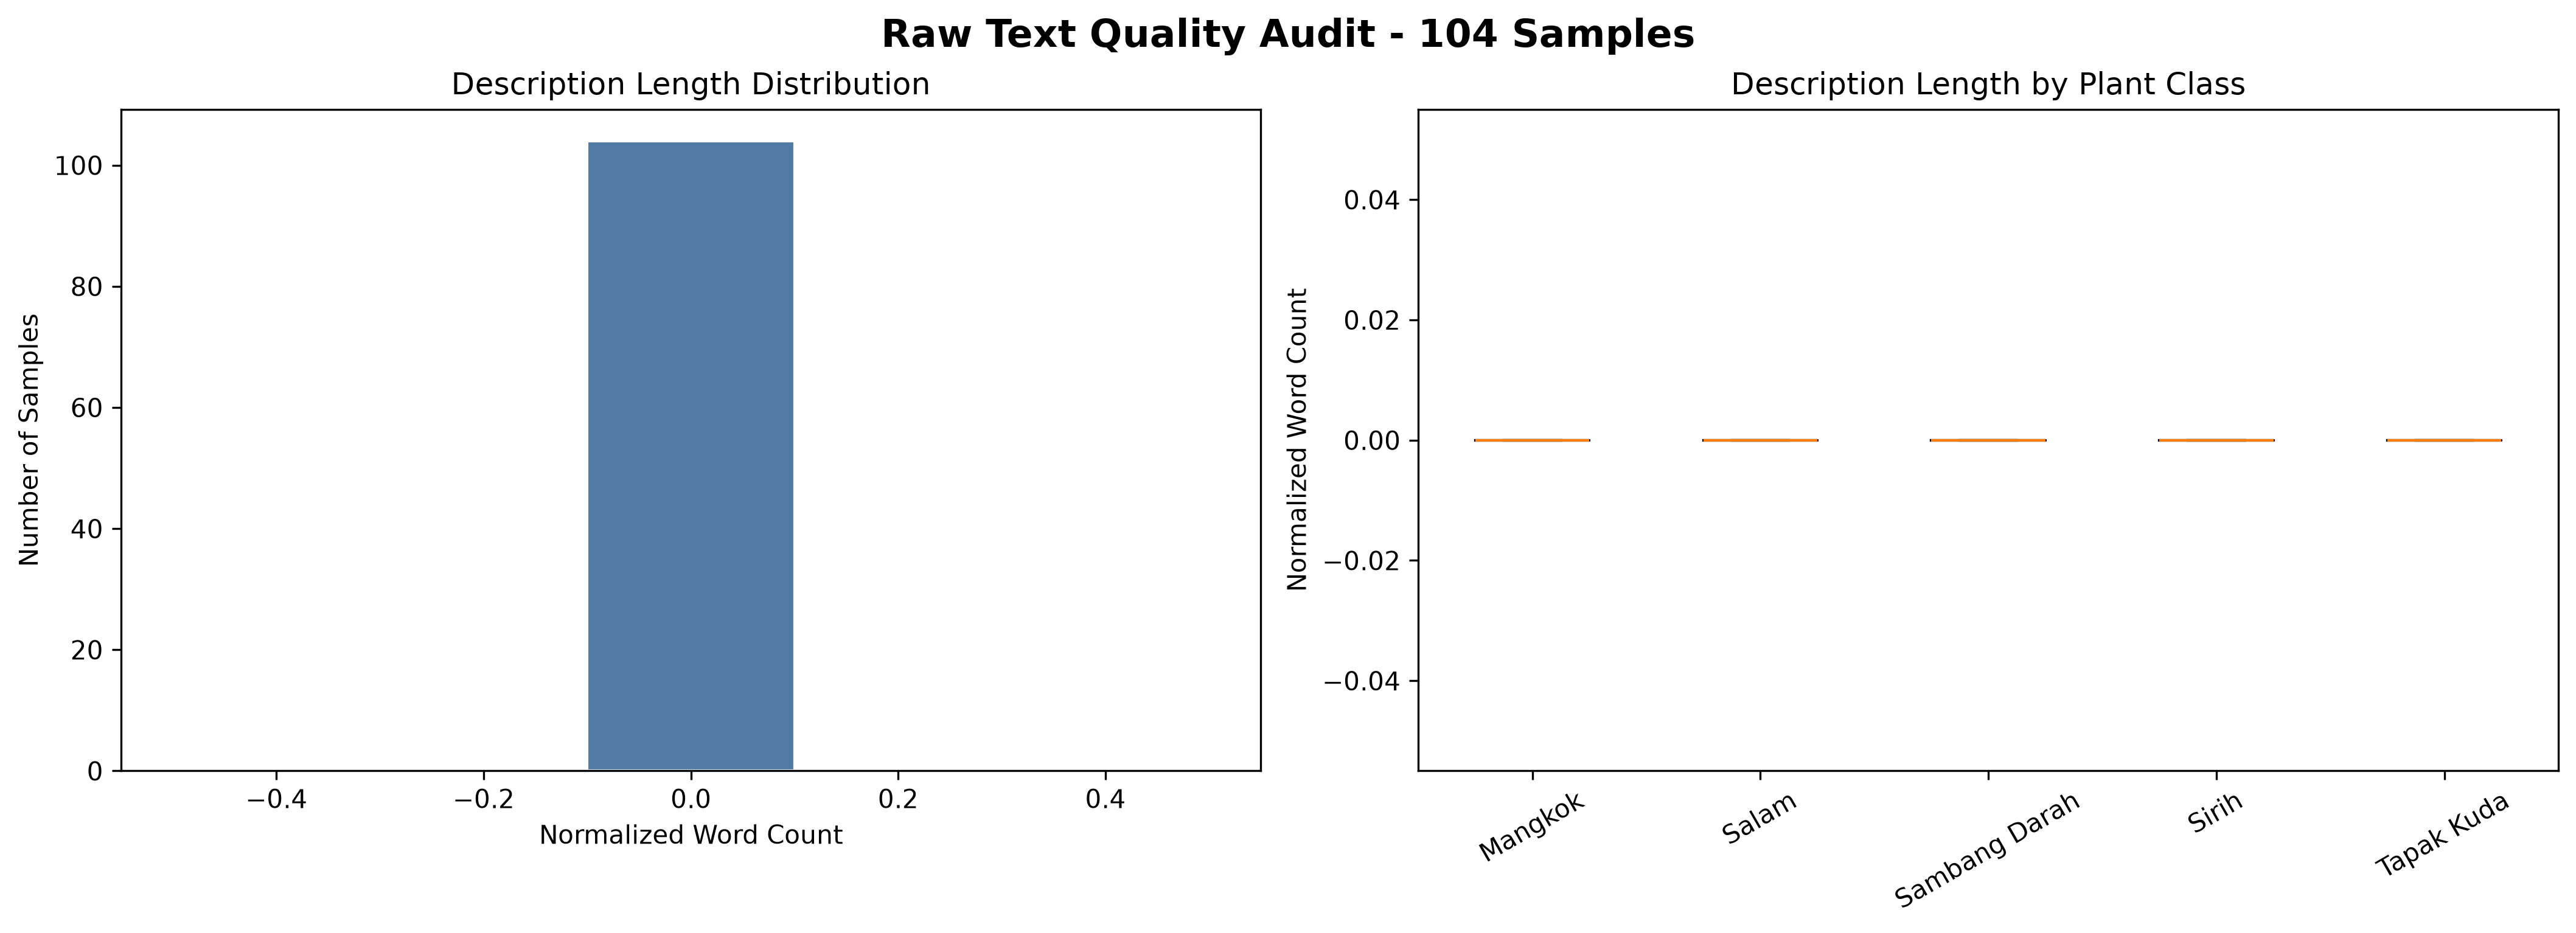 Raw Text Quality Audit - 104 Samples
Description Length Distribution
Number of Samples
100
80
60
40
20
0
−0.4 −0.2 0.0 0.2 0.4
Normalized Word Count
Description Length by Plant Class
Normalized Word Count
0.04
0.02
0.00
−0.02
−0.04
Mangkok Salam Sambang Darah Sirih Tapak Kuda